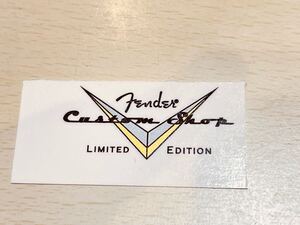 Fender
Custom Shop
LIMITED EDITION